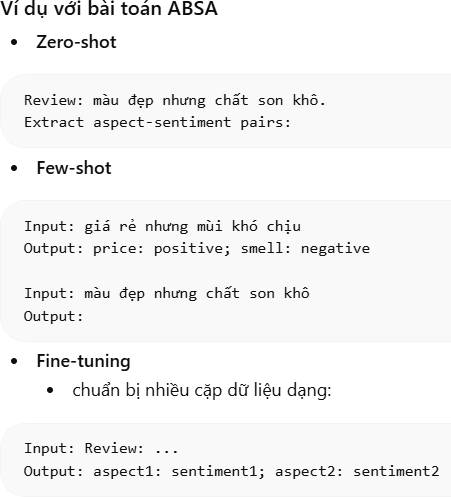 Ví dụ với bài toán ABSA
• Zero-shot
Review: màu đẹp nhưng chất son khô.
Extract aspect-sentiment pairs:
• Few-shot
Input: giá rẻ nhưng mùi khó chịu
Output: price: positive; smell: negative
Input: màu đẹp nhưng chất son khô
Output:
• Fine-tuning
• chuẩn bị nhiều cặp dữ liệu dạng:
Input: Review: ...
Output: aspect1: sentiment1; aspect2: sentiment2